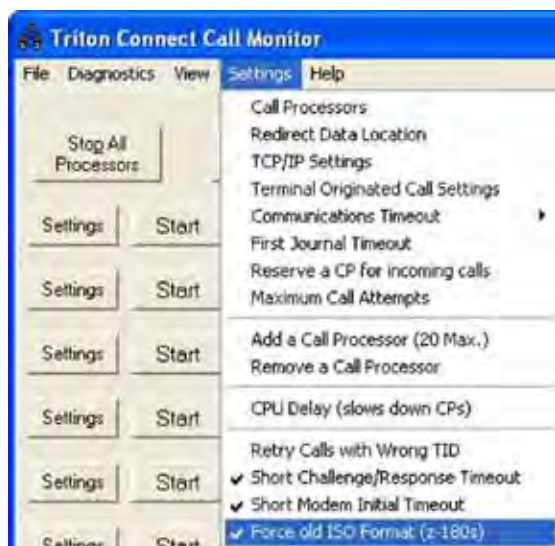 Triton Connect Call Monitor
File Diagnostics View Settings Help
Stop All
Processors
Settings Start
Settings Start
Settings Start
Settings Start
Settings Start
Settings Start
Call Processors
Redirect Data Location
TCP/IP Settings
Terminal Originated Call Settings
Communications Timeout
First Journal Timeout
Reserve a CP for incoming calls
Maximum Call Attempts
Add a Call Processor (20 Max.)
Remove a Call Processor
CPU Delay (slows down CPs)
Retry Calls with Wrong TID
Short Challenge/Response Timeout
Short Modem Initial Timeout
Force old ISO Format (z-180s)